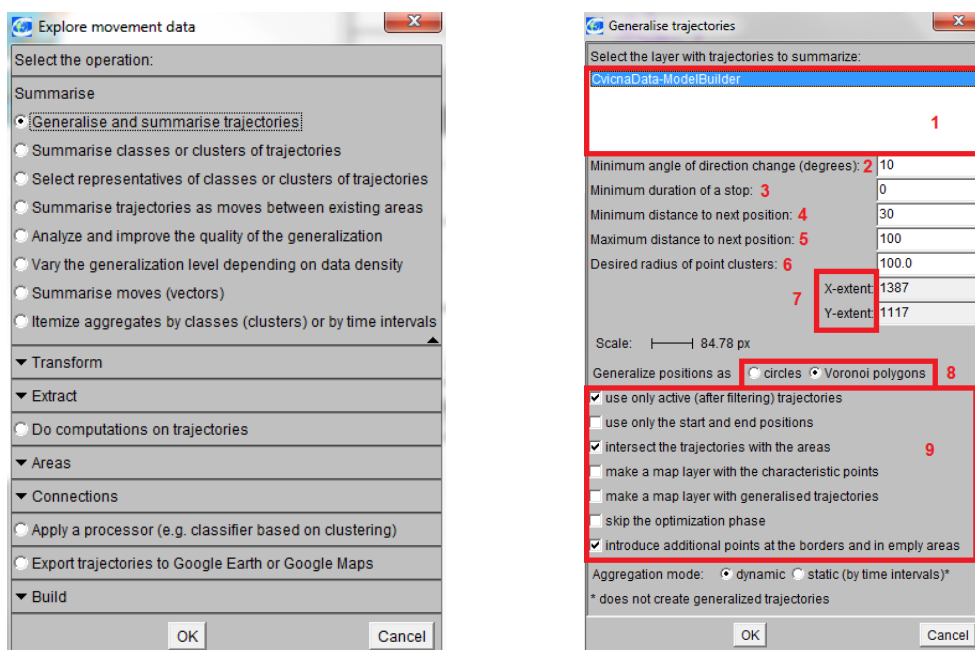 Explore movement data
Select the operation:
Summarise
Generalise and summarise trajectories
Summarise classes or clusters of trajectories
Select representatives of classes or clusters of trajectories
Summarise trajectories as moves between existing areas
Analyze and improve the quality of the generalization
Vary the generalization level depending on data density
Summarise moves (vectors)
Itemize aggregates by classes (clusters) or by time intervals
Transform
Extract
Do computations on trajectories
Areas
Connections
Apply a processor (e.g. classifier based on clustering)
Export trajectories to Google Earth or Google Maps
Build
OK Cancel
Generalise trajectories
Select the layer with trajectories to summarize:
CvicnaData-ModelBuilder
1
Minimum angle of direction change (degrees): 2 10
Minimum duration of a stop: 3 0
Minimum distance to next position: 4 30
Maximum distance to next position: 5 100
Desired radius of point clusters: 6 100.0
7 X-extent: 1387
Y-extent: 1117
Scale: 84.78 px
Generalize positions as circles Voronoi polygons 8
use only active (after filtering) trajectories
use only the start and end positions
intersect the trajectories with the areas 9
make a map layer with the characteristic points
make a map layer with generalised trajectories
skip the optimization phase
introduce additional points at the borders and in emply areas
Aggregation mode: dynamic static (by time intervals)*
* does not create generalized trajectories
OK Cancel